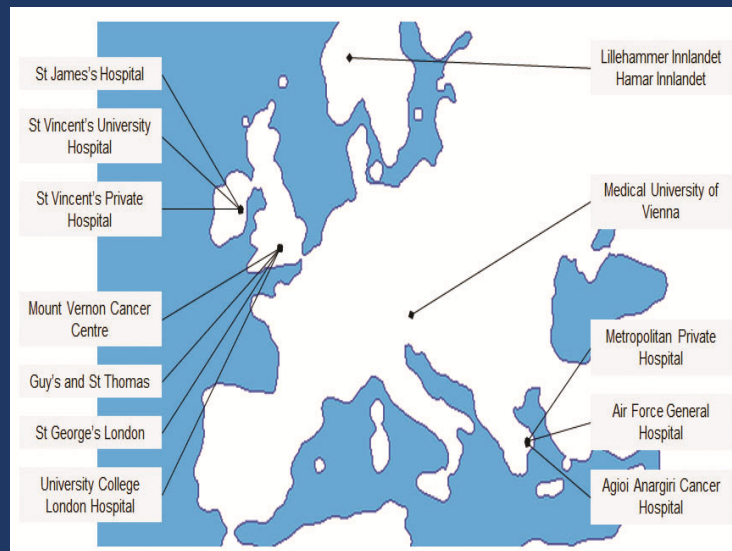 St James's Hospital
St Vincent's University
Hospital
St Vincent's Private
Hospital
Mount Vernon Cancer
Centre
Guy's and St Thomas
St George's London
University College
London Hospital
Lillehammer Innlandet
Hamar Innlandet
Medical University of
Vienna
Metropolitan Private
Hospital
Air Force General
Hospital
Agioi Anargiri Cancer
Hospital